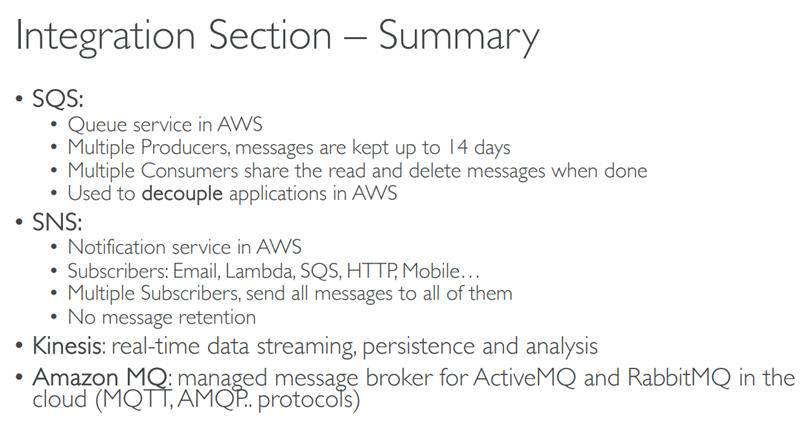 Integration Section – Summary
• SQS:
• Queue service in AWS
• Multiple Producers, messages are kept up to 14 days
• Multiple Consumers share the read and delete messages when done
• Used to decouple applications in AWS
• SNS:
• Notification service in AWS
• Subscribers: Email, Lambda, SQS, HTTP, Mobile…
• Multiple Subscribers, send all messages to all of them
• No message retention
• Kinesis: real-time data streaming, persistence and analysis
• Amazon MQ: managed message broker for ActiveMQ and RabbitMQ in the
cloud (MQTT, AMQP.. protocols)